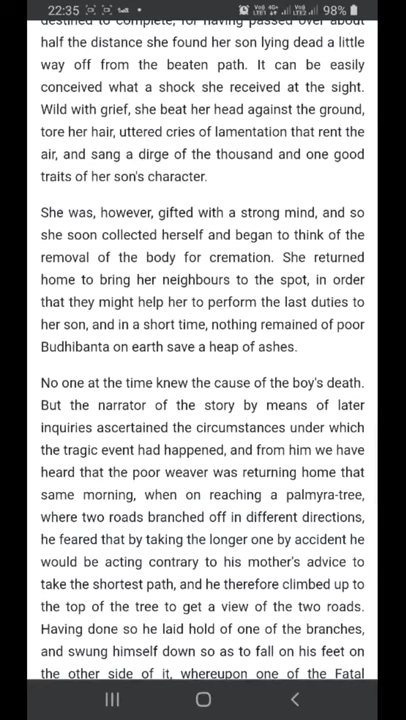 22:35
Vo)) 4G+ LTE1
Vo)) LTE2
98%
destined to complete, for having passed over about
half the distance she found her son lying dead a little
way off from the beaten path. It can be easily
conceived what a shock she received at the sight.
Wild with grief, she beat her head against the ground,
tore her hair, uttered cries of lamentation that rent the
air, and sang a dirge of the thousand and one good
traits of her son's character.
She was, however, gifted with a strong mind, and so
she soon collected herself and began to think of the
removal of the body for cremation. She returned
home to bring her neighbours to the spot, in order
that they might help her to perform the last duties to
her son, and in a short time, nothing remained of poor
Budhibanta on earth save a heap of ashes.
No one at the time knew the cause of the boy's death.
But the narrator of the story by means of later
inquiries ascertained the circumstances under which
the tragic event had happened, and from him we have
heard that the poor weaver was returning home that
same morning, when on reaching a palmyra-tree,
where two roads branched off in different directions,
he feared that by taking the longer one by accident he
would be acting contrary to his mother's advice to
take the shortest path, and he therefore climbed up to
the top of the tree to get a view of the two roads.
Having done so he laid hold of one of the branches,
and swung himself down so as to fall on his feet on
the other side of it, whereupon one of the Fatal